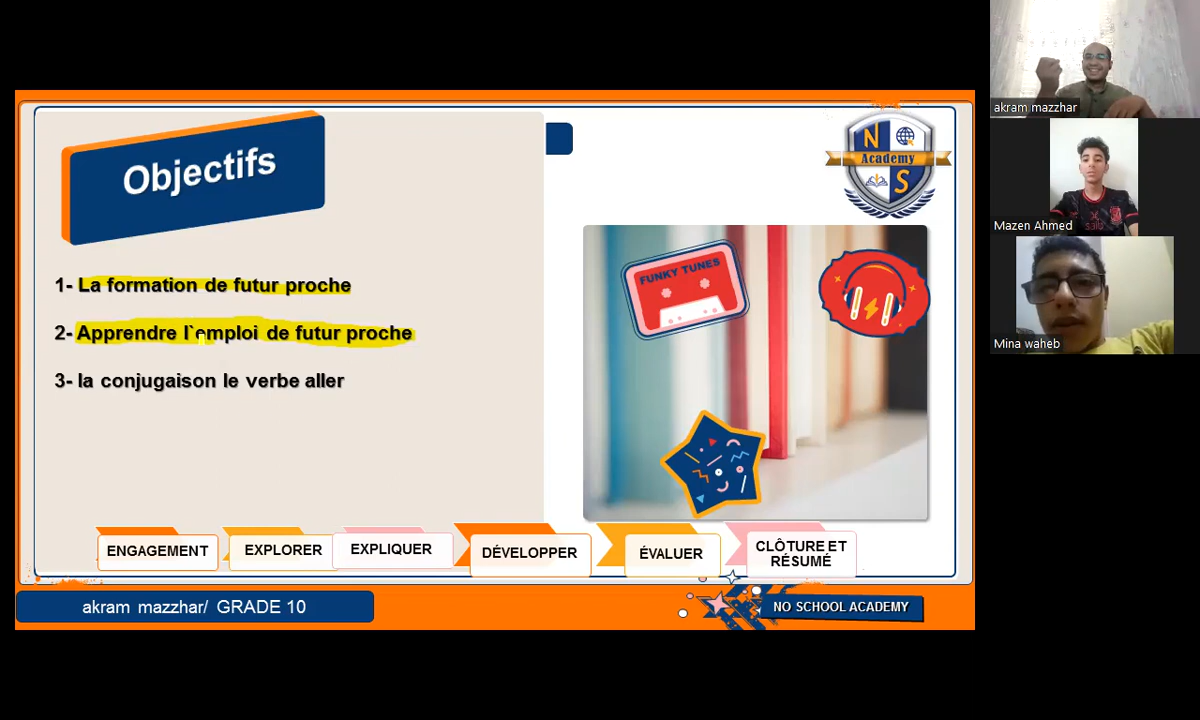 Objectifs
1- La formation de futur proche
2- Apprendre l`emploi de futur proche
3- la conjugaison le verbe aller
N
Academy
S
FUNKY TUNES
ENGAGEMENT
EXPLORER
EXPLIQUER
DÉVELOPPER
ÉVALUER
CLÔTURE ET
RÉSUMÉ
akram mazzhar/ GRADE 10
NO SCHOOL ACADEMY
akram mazzhar
Mazen Ahmed
Mina waheb